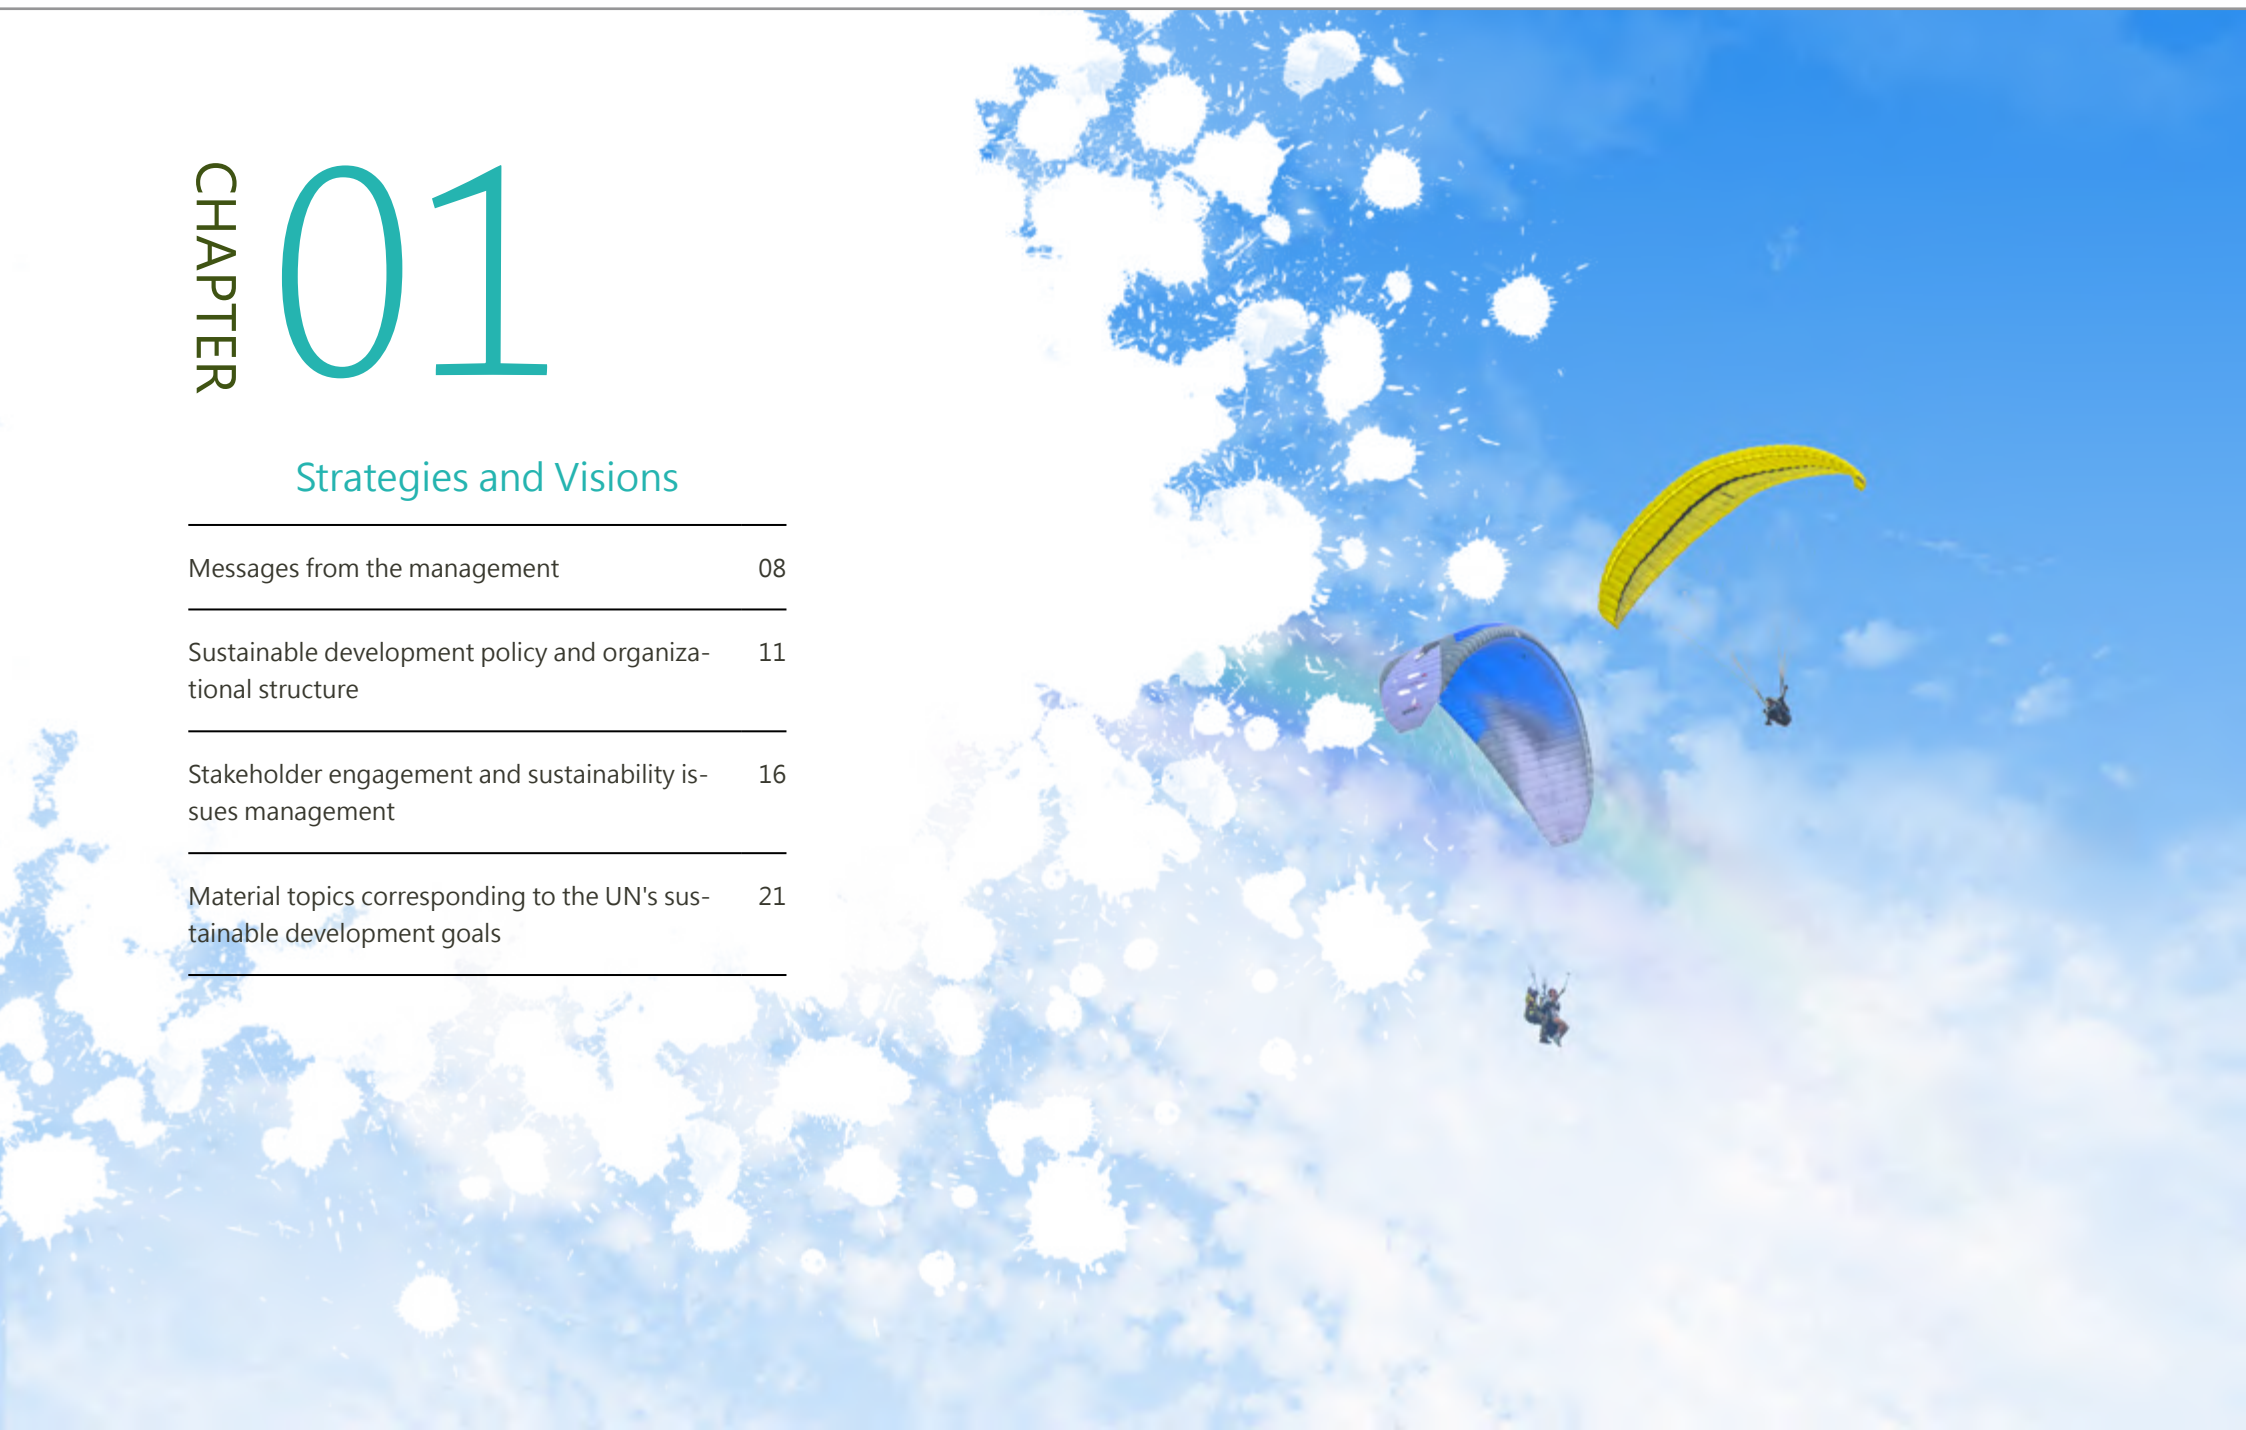 CHAPTER
01
Strategies and Visions
Messages from the management 08
Sustainable development policy and organiza- 11
tional structure
Stakeholder engagement and sustainability is- 16
sues management
Material topics corresponding to the UN's sus- 21
tainable development goals